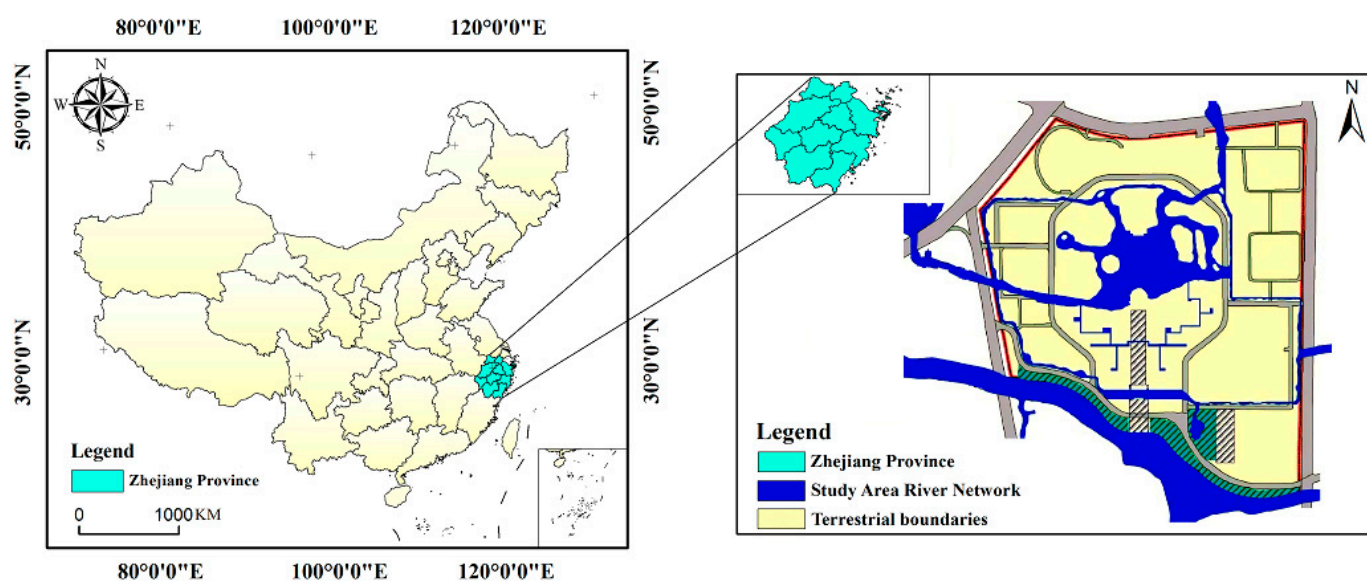 80°0'0"E 100°0'0"E 120°0'0"E
50°0'0"N
30°0'0"N
N
W E
S
Legend
Zhejiang Province
0 1000KM
50°0'0"N
30°0'0"N
80°0'0"E 100°0'0"E 120°0'0"E
N
Legend
Zhejiang Province
Study Area River Network
Terrestrial boundaries